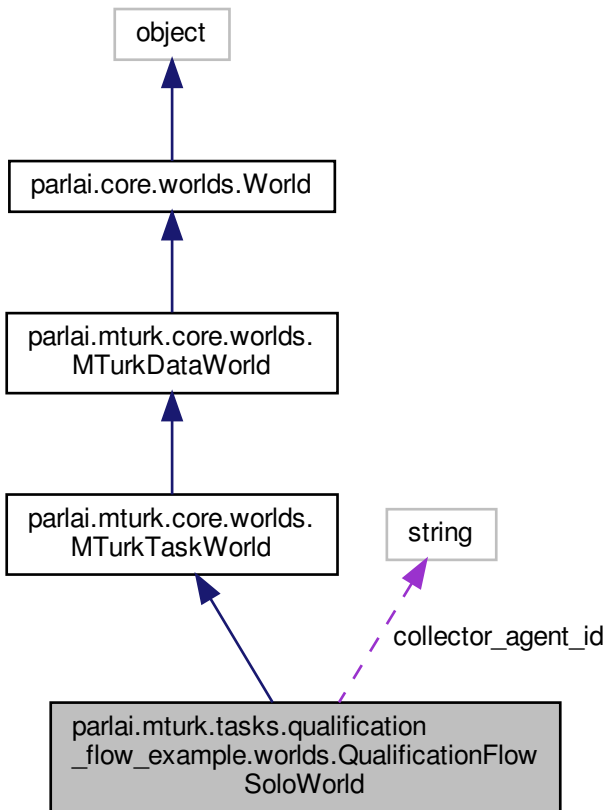 object
parlai.core.worlds.World
parlai.mturk.core.worlds.
MTurkDataWorld
parlai.mturk.core.worlds.
MTurkTaskWorld
string
collector_agent_id
parlai.mturk.tasks.qualification
_flow_example.worlds.QualificationFlow
SoloWorld